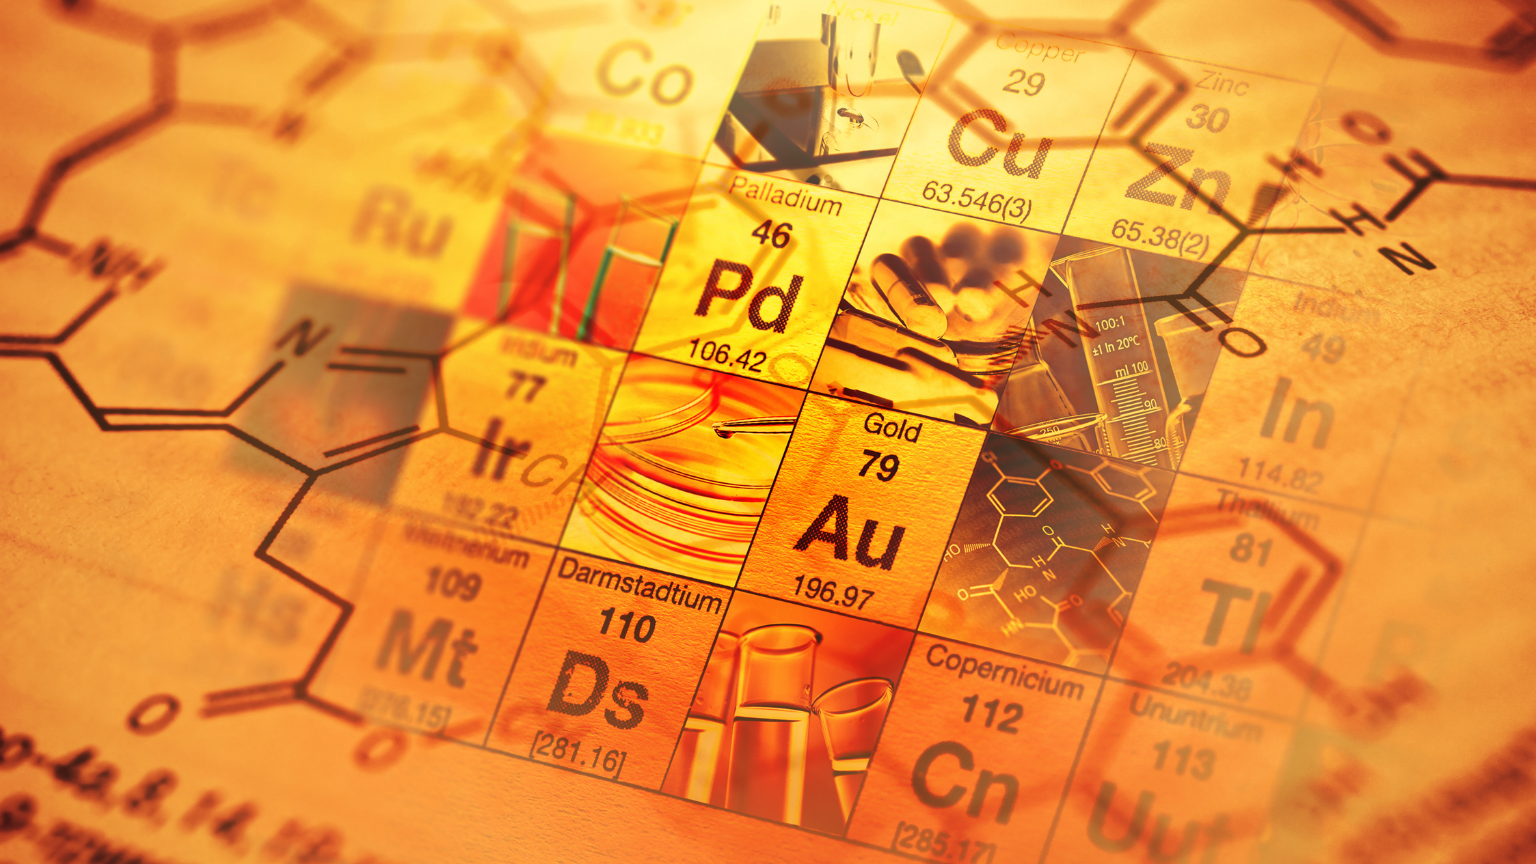 Co
Nickel
Copper
29
Cu
63.546(3)
Zinc
30
Zn
65.38(2)
Ru
Palladium
46
Pd
106.42
100:1
±1 In 20°C
ml 100
90
80
250
Indium
49
In
114.82
Iridium
77
Ir
192.22
Gold
79
Au
196.97
Thallium
81
Tl
204.38
Hs
109
Mt
[276.15]
Darmstadtium
110
Ds
[281.16]
Copernicium
112
Cn
[285.17]
Ununtrium
113
Uut
NH
N
N
O
O
H
O
H
N
H
HN
O
HO
O
H
N
O
HO
O
HN
H